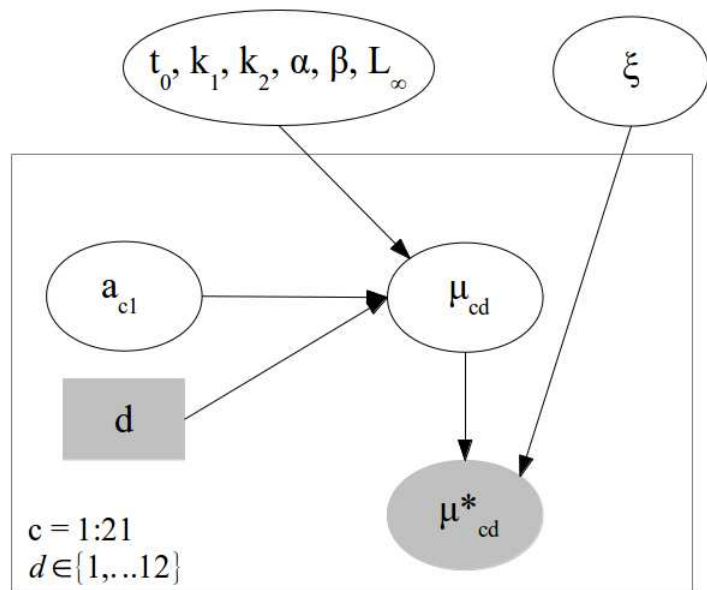 t₀, k₁, k₂, α, β, L∞
ξ
a_c1
μ_cd
d
μ*_cd
c = 1:21
d∈{1,...12}